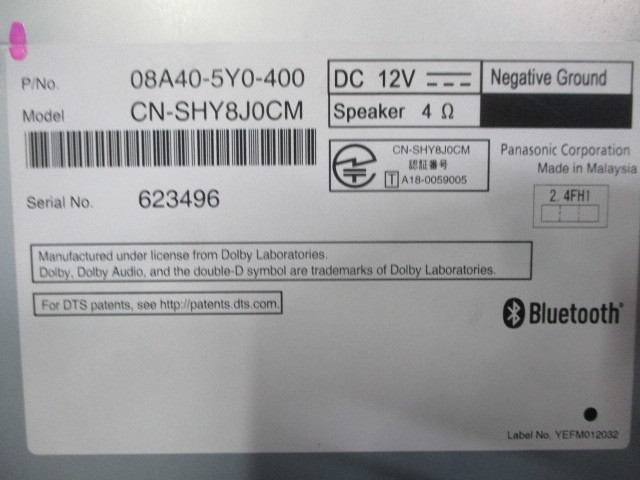 P/No. 08A40-5Y0-400
Model CN-SHY8J0CM
Serial No. 623496
DC 12V
Negative Ground
Speaker 4 Ω
CN-SHY8J0CM
認証番号
T A18-0059005
Panasonic Corporation
Made in Malaysia
2.4FH1
Manufactured under license from Dolby Laboratories.
Dolby, Dolby Audio, and the double-D symbol are trademarks of Dolby Laboratories.
For DTS patents, see http://patents.dts.com.
Bluetooth®
Label No. YEFM012032